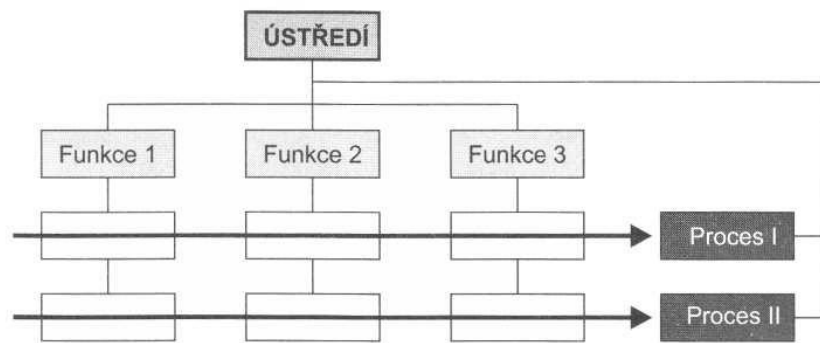 ÚSTŘEDÍ
Funkce 1
Funkce 2
Funkce 3
Proces I
Proces II